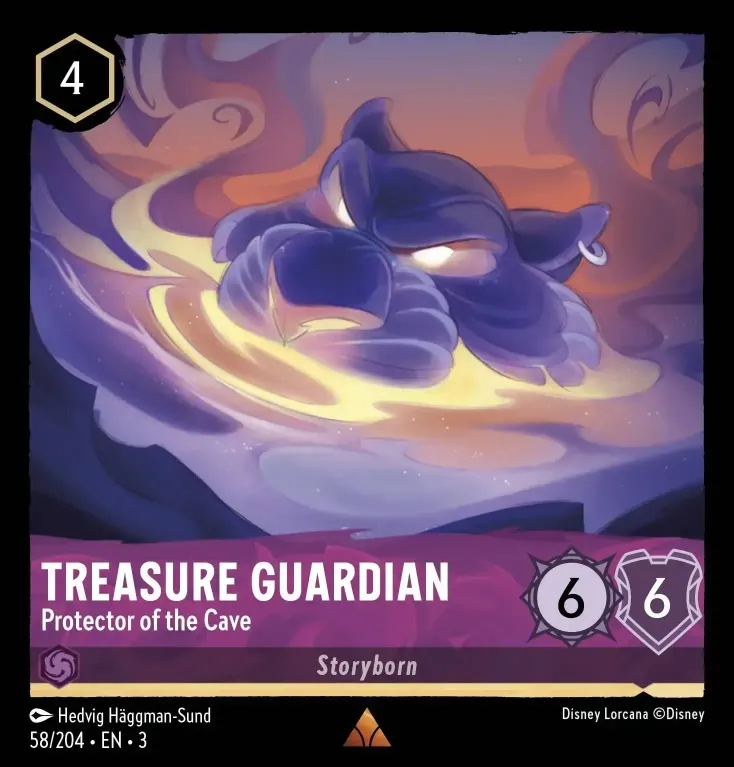 4
TREASURE GUARDIAN
Protector of the Cave
6 6
Storyborn
Hedvig Häggman-Sund
Disney Lorcana ©Disney
58/204 • EN • 3